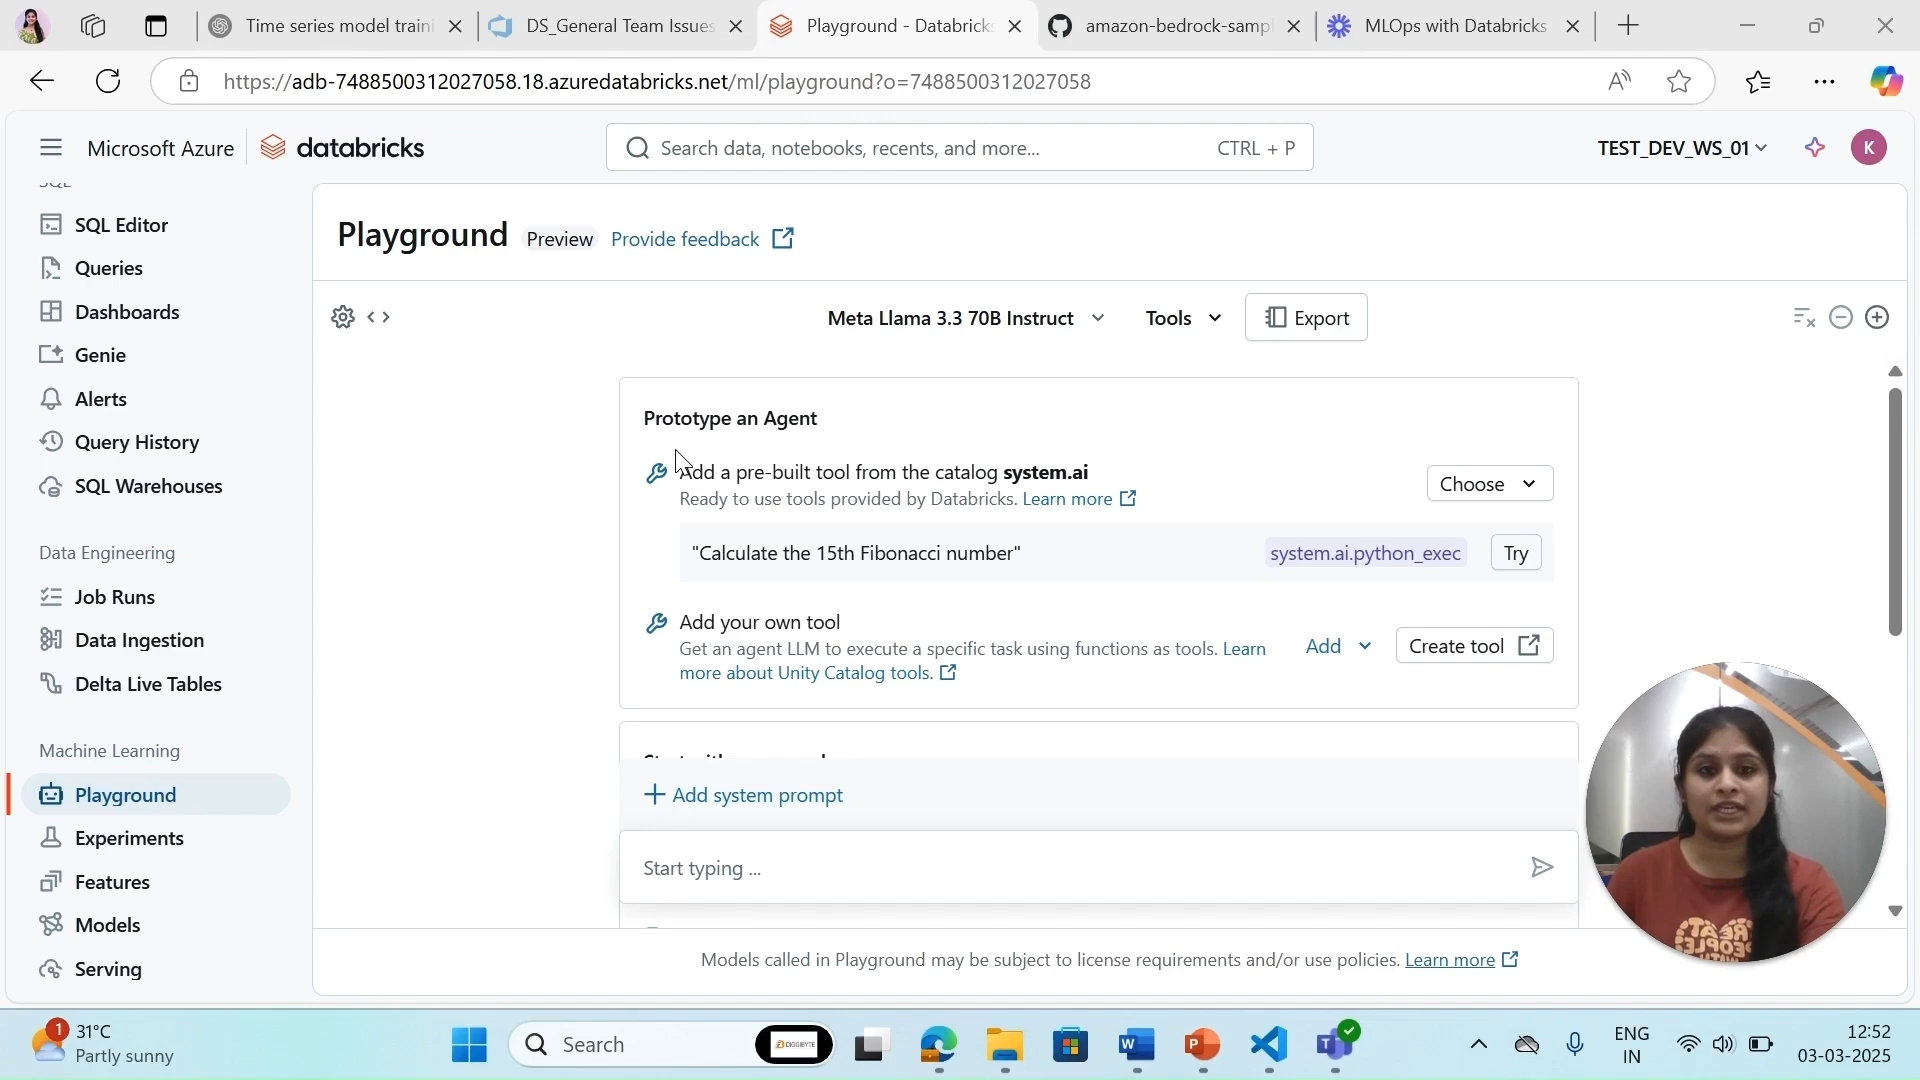 Time series model traini
DS_General Team Issues
Playground - Databricks
amazon-bedrock-sampl
MLOps with Databricks
https://adb-7488500312027058.18.azuredatabricks.net/ml/playground?o=7488500312027058
Microsoft Azure
databricks
Search data, notebooks, recents, and more...
CTRL + P
TEST_DEV_WS_01
K
SQL Editor
Queries
Dashboards
Genie
Alerts
Query History
SQL Warehouses
Data Engineering
Job Runs
Data Ingestion
Delta Live Tables
Machine Learning
Playground
Experiments
Features
Models
Serving
Playground
Preview
Provide feedback
Meta Llama 3.3 70B Instruct
Tools
Export
Prototype an Agent
Add a pre-built tool from the catalog system.ai
Ready to use tools provided by Databricks. Learn more
Choose
"Calculate the 15th Fibonacci number"
system.ai.python_exec
Try
Add your own tool
Get an agent LLM to execute a specific task using functions as tools. Learn
more about Unity Catalog tools.
Add
Create tool
Add system prompt
Start typing ...
Models called in Playground may be subject to license requirements and/or use policies. Learn more
1
31°C
Partly sunny
Search
DIGGIBYTE
ENG
IN
12:52
03-03-2025